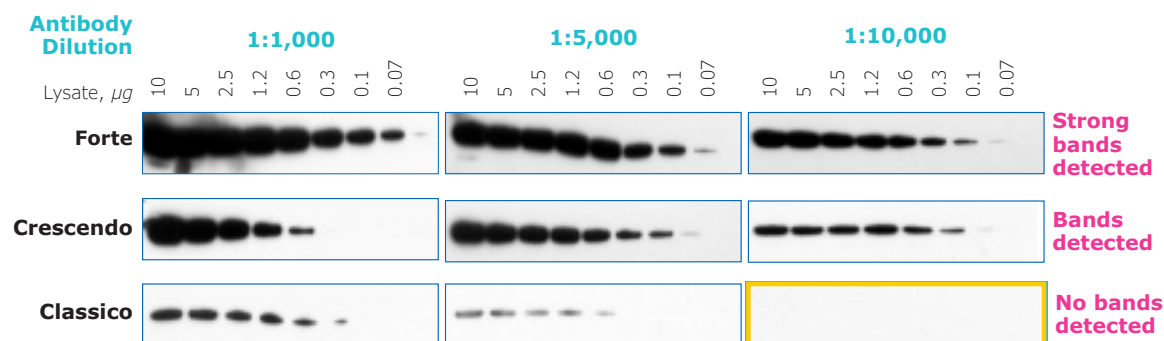 Antibody
Dilution 1:1,000 1:5,000 1:10,000
Lysate, µg 10 5 2.5 1.2 0.6 0.3 0.1 0.07 10 5 2.5 1.2 0.6 0.3 0.1 0.07 10 5 2.5 1.2 0.6 0.3 0.1 0.07
Forte
Strong
bands
detected
Crescendo
Bands
detected
Classico
No bands
detected